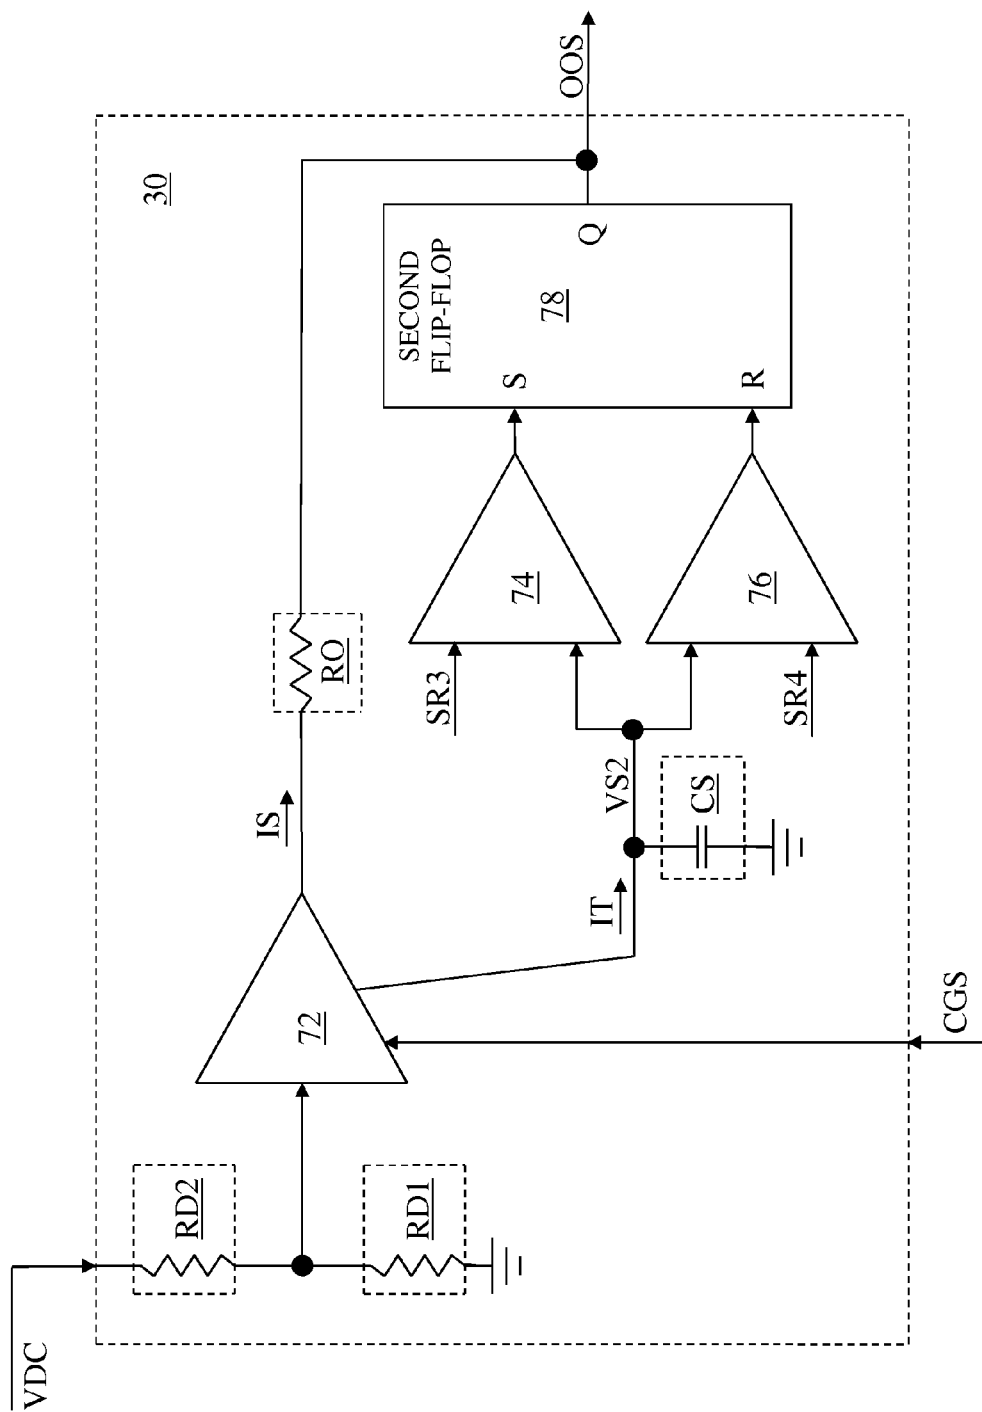 VDC
30
RD2
RD1
72
CGS
IS
IT
RO
VS2
CS
SR3
SR4
74
76
SECOND
FLIP-FLOP
78
S
R
Q
OOS